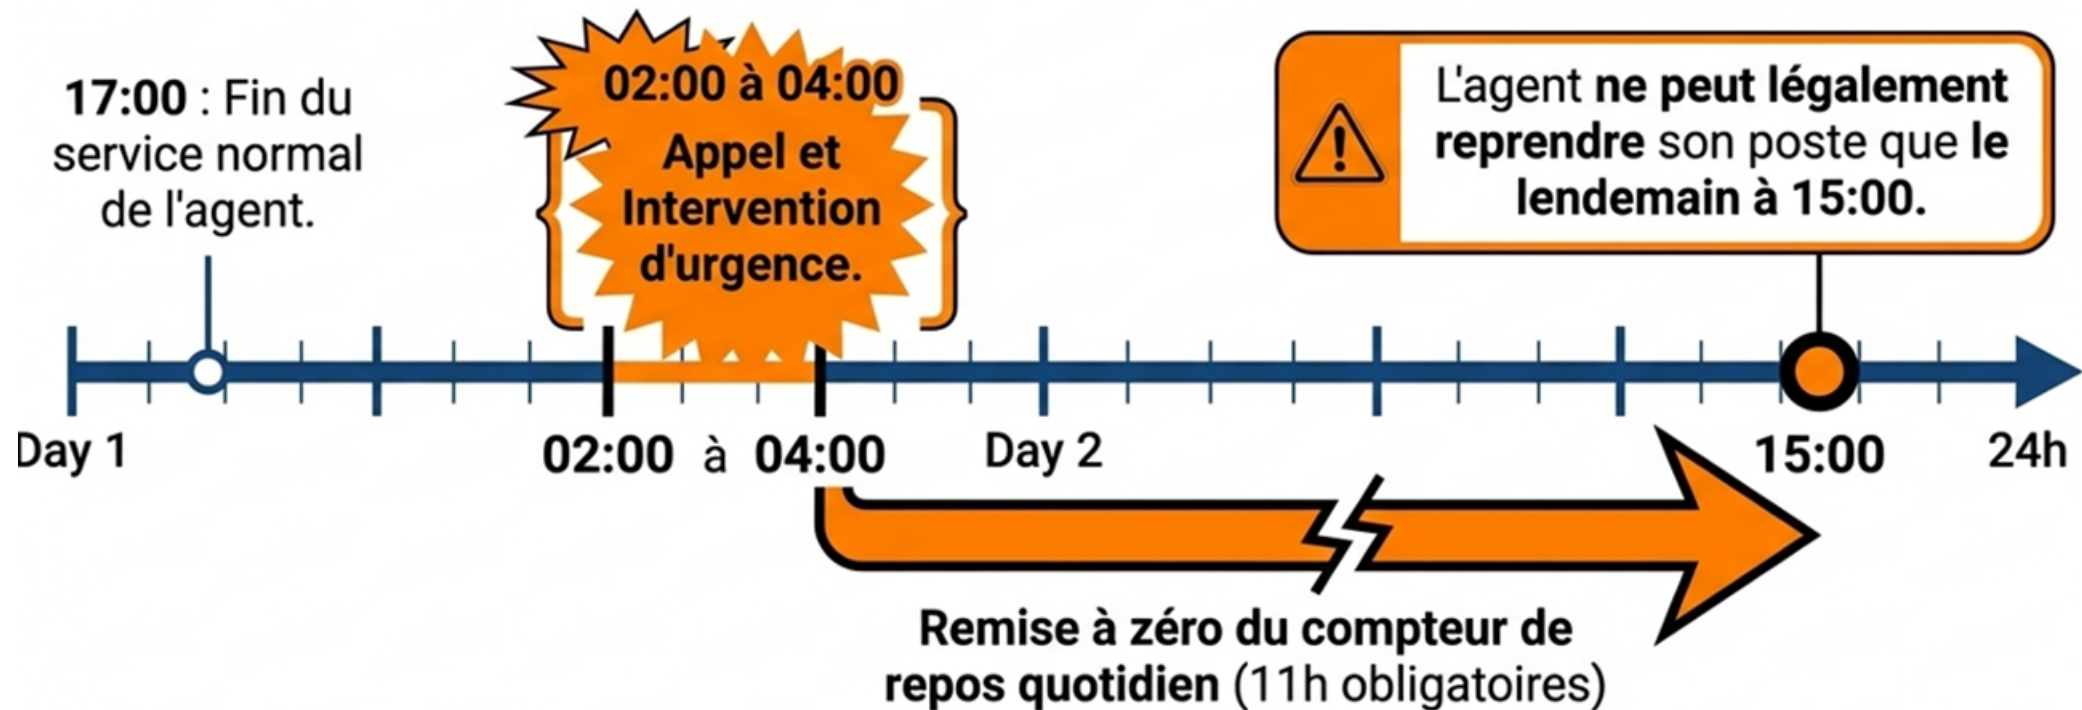 17:00 : Fin du
service normal
de l'agent.
02:00 à 04:00
Appel et
Intervention
d'urgence.
L'agent ne peut légalement
reprendre son poste que le
lendemain à 15:00.
Day 1
02:00 à 04:00
Day 2
15:00
24h
Remise à zéro du compteur de
repos quotidien (11h obligatoires)